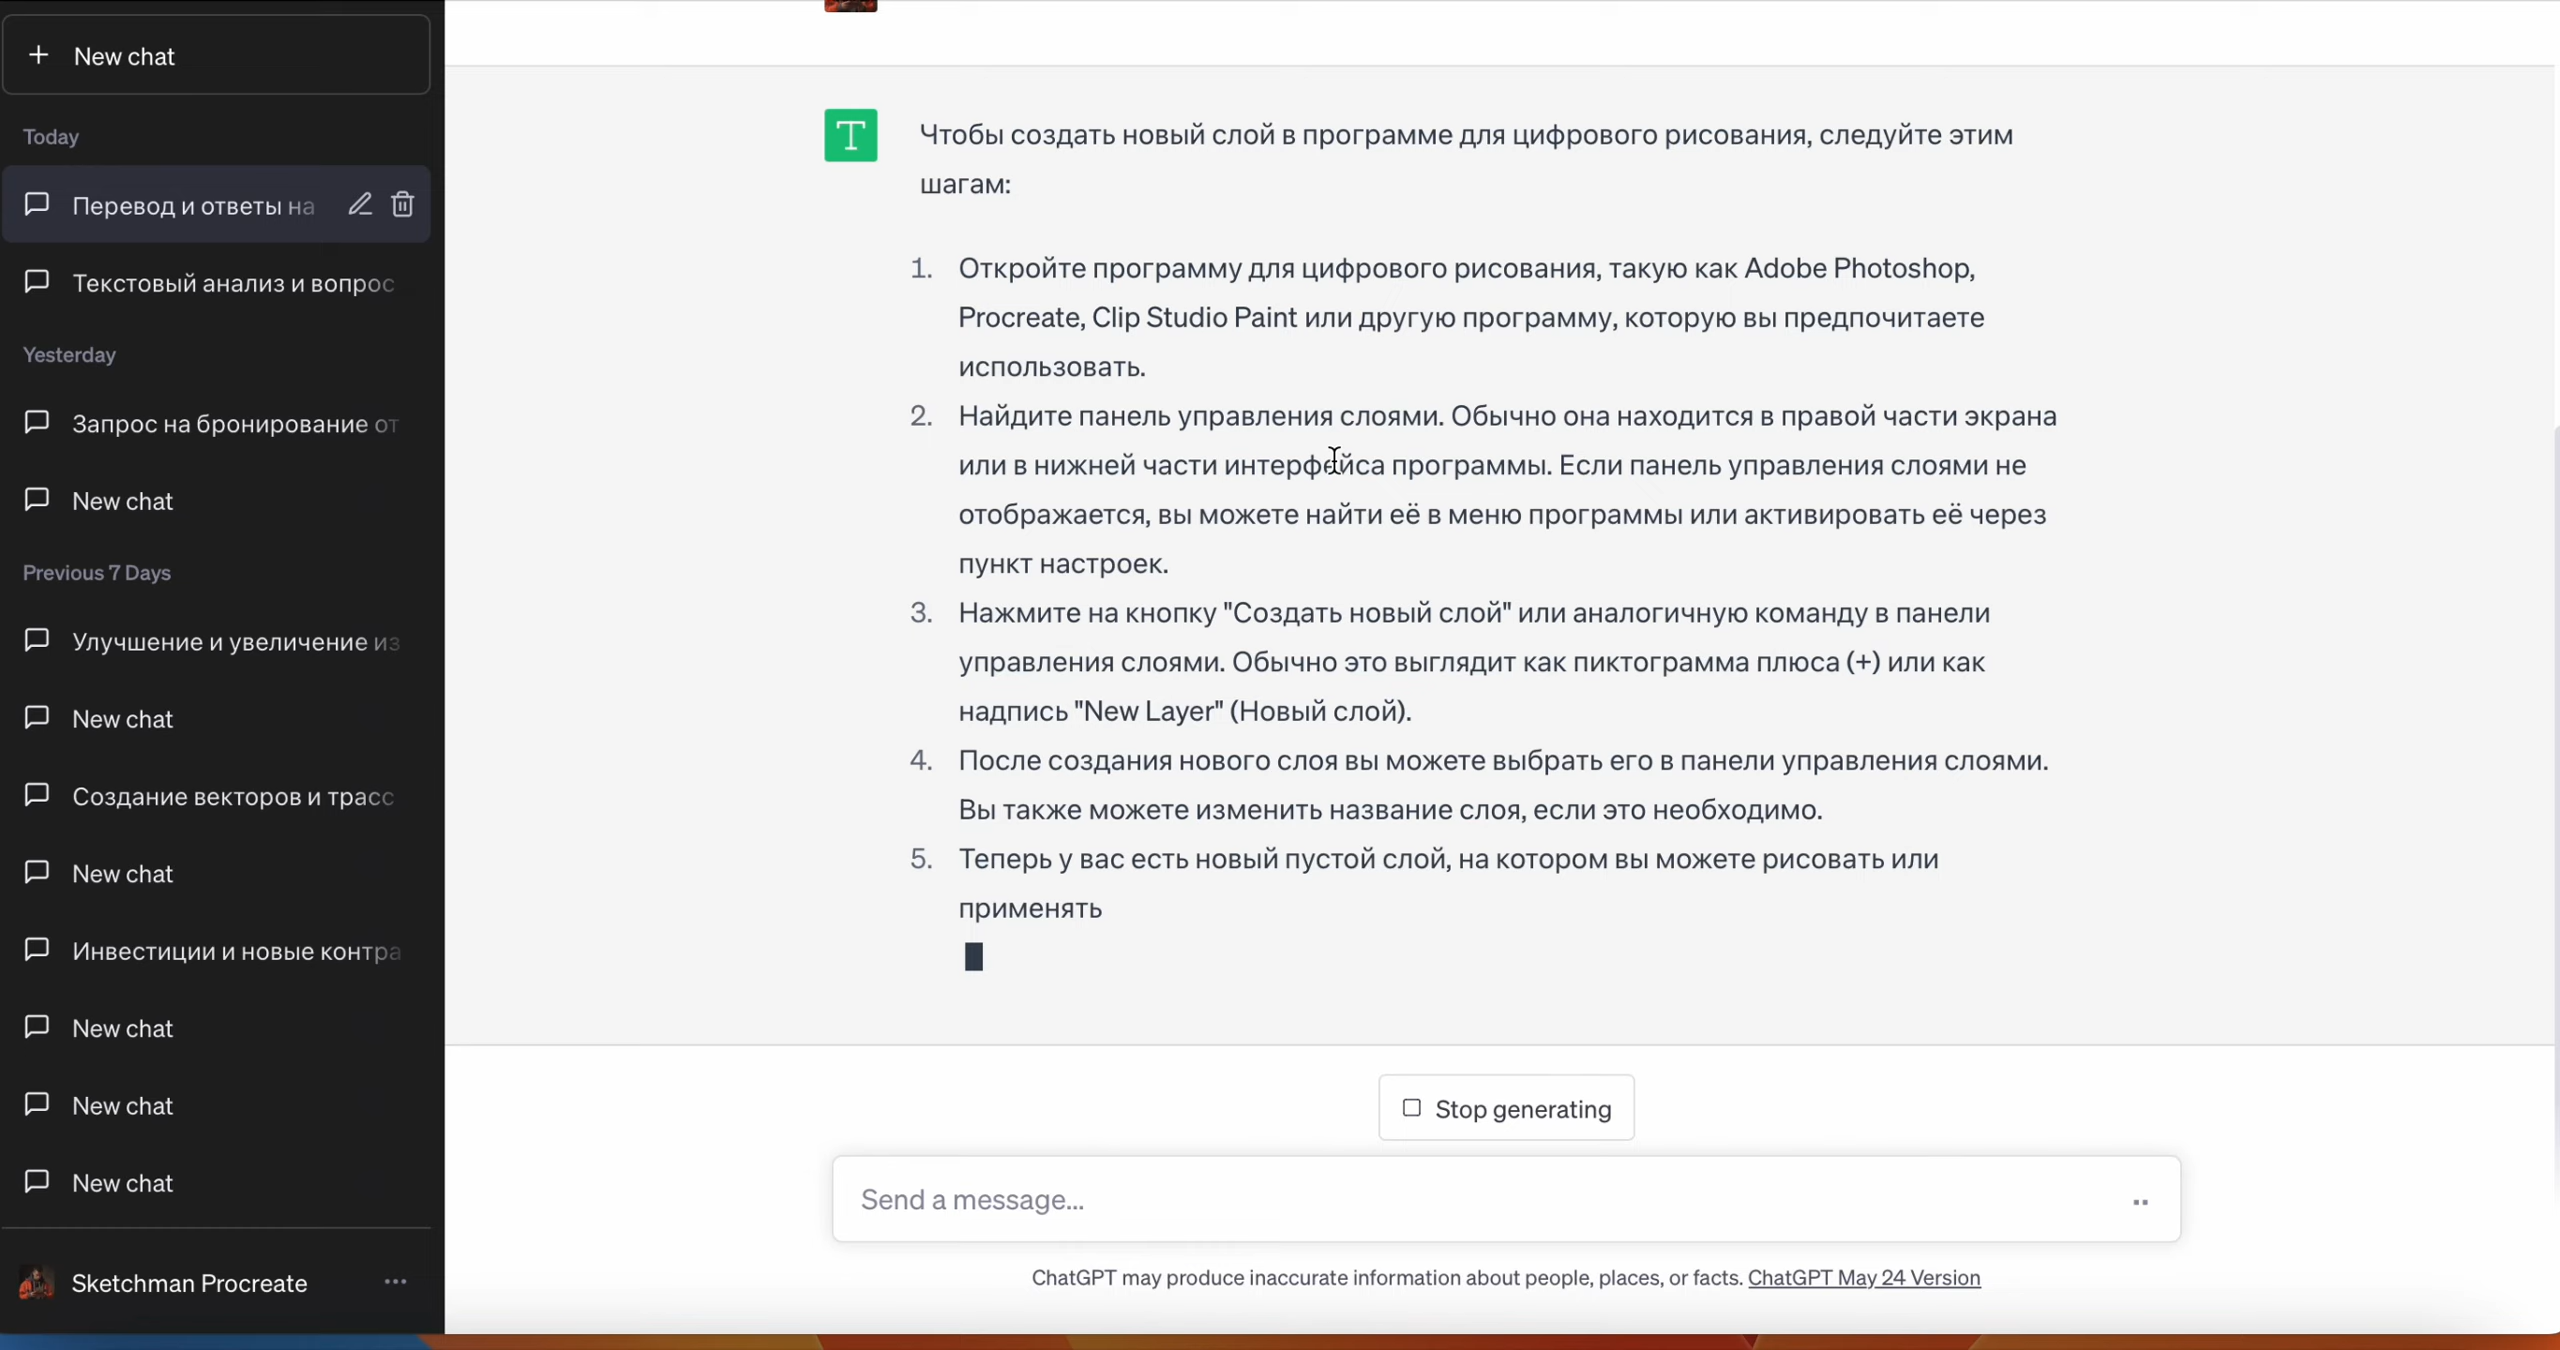 New chat
Today
Перевод и ответы на
Текстовый анализ и вопрос
Yesterday
Запрос на бронирование от
New chat
Previous 7 Days
Улучшение и увеличение из
New chat
Создание векторов и трасс
New chat
Инвестиции и новые контра
New chat
New chat
New chat
Sketchman Procreate
T
Чтобы создать новый слой в программе для цифрового рисования, следуйте этим
шагам:
1. Откройте программу для цифрового рисования, такую как Adobe Photoshop,
Procreate, Clip Studio Paint или другую программу, которую вы предпочитаете
использовать.
2. Найдите панель управления слоями. Обычно она находится в правой части экрана
или в нижней части интерфейса программы. Если панель управления слоями не
отображается, вы можете найти её в меню программы или активировать её через
пункт настроек.
3. Нажмите на кнопку "Создать новый слой" или аналогичную команду в панели
управления слоями. Обычно это выглядит как пиктограмма плюса (+) или как
надпись "New Layer" (Новый слой).
4. После создания нового слоя вы можете выбрать его в панели управления слоями.
Вы также можете изменить название слоя, если это необходимо.
5. Теперь у вас есть новый пустой слой, на котором вы можете рисовать или
применять
Stop generating
Send a message...
ChatGPT may produce inaccurate information about people, places, or facts. ChatGPT May 24 Version